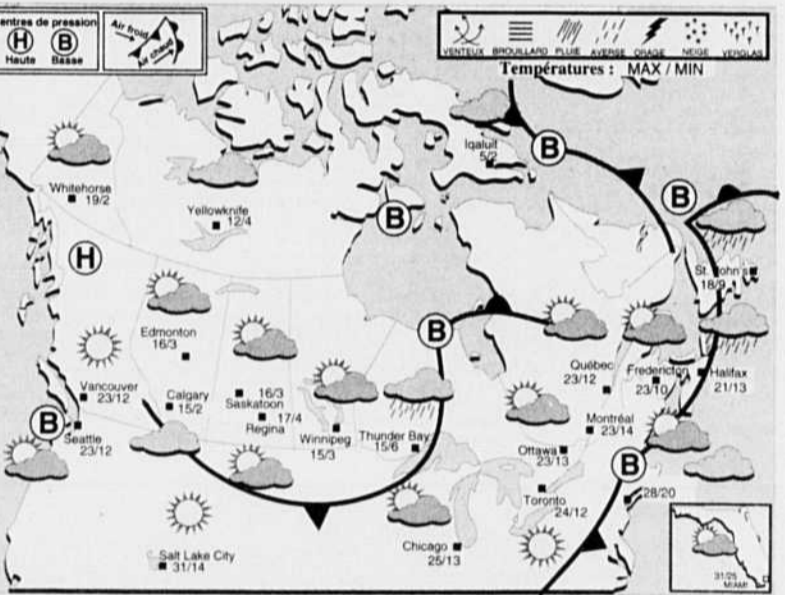 entres de pression
H B
Haute Basse
Air froid
Air chaud
VENTEUX BROUILLARD PLUIE AVERSE ORAGE NEIGE VERGLAS
Températures : MAX / MIN
Iqaluit
5/2
B
Whitehorse
19/2
Yellowknife
12/4
B
B
H
St. John's
18/9
Edmonton
16/3
B
Québec
23/12
Fredericton
23/10
Halifax
21/13
Vancouver
23/12
Calgary
15/2
16/3
Saskatoon
17/4
Regina
Winnipeg
15/3
Thunder Bay
15/6
Montréal
23/14
B
Seattle
23/12
Ottawa
23/13
B
Toronto
24/12
28/20
Chicago
25/13
Salt Lake City
31/14
31/25
MIAMI